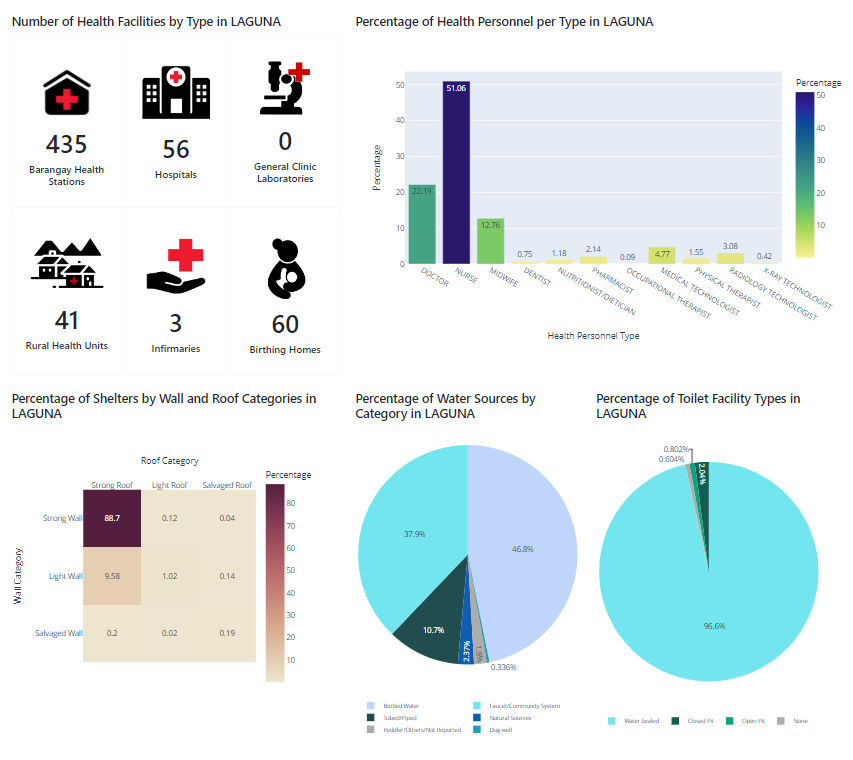 Number of Health Facilities by Type in LAGUNA
435
Barangay Health
Stations
56
Hospitals
0
General Clinic
Laboratories
41
Rural Health Units
3
Infirmaries
60
Birthing Homes
Percentage of Health Personnel per Type in LAGUNA
Percentage
50
40
30
20
10
0
22.19
51.06
12.76
0.75
1.18
2.14
0.09
4.77
1.55
3.08
0.42
DOCTOR
NURSE
MIDWIFE
DENTIST
NUTRITIONIST/DIETICIAN
PHARMACIST
OCCUPATIONAL THERAPIST
MEDICAL TECHNOLOGIST
PHYSICAL THERAPIST
RADIOLOGY TECHNOLOGIST
X-RAY TECHNOLOGIST
Health Personnel Type
Percentage
50
40
30
20
10
Percentage of Shelters by Wall and Roof Categories in
LAGUNA
Roof Category
Strong Roof Light Roof Salvaged Roof
Wall Category
Strong Wall 88.7 0.12 0.04
Light Wall 9.58 1.02 0.14
Salvaged Wall 0.2 0.02 0.19
Percentage
80
70
60
50
40
30
20
10
Percentage of Water Sources by
Category in LAGUNA
37.9%
46.8%
10.7%
2.37%
1.9%
0.336%
Bottled Water Faucet/Community System
Tubed/Piped Natural Sources
Peddler/Others/Not Reported Dug well
Percentage of Toilet Facility Types in
LAGUNA
0.802%
0.604%
2.04%
96.6%
Water Sealed Closed Pit Open Pit None